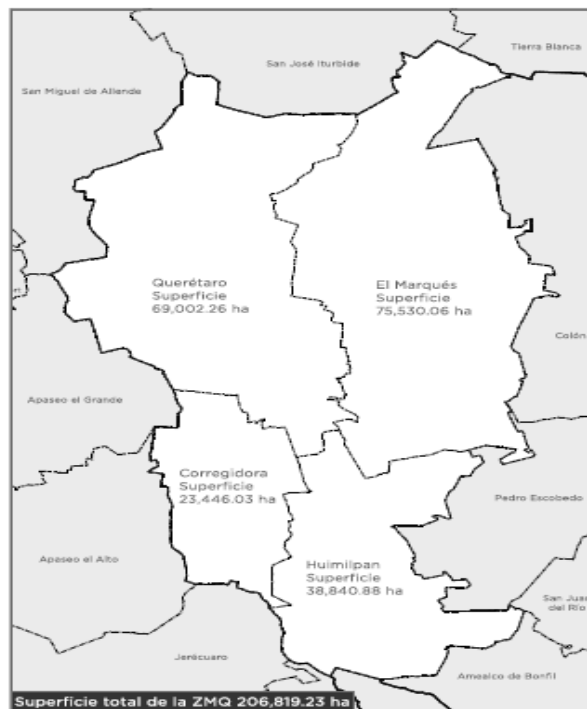 San José Iturbide
Tierra Blanca
San Miguel de Allende
Querétaro
Superficie
69,002.26 ha
El Marqués
Superficie
75,530.06 ha
Colón
Apaseo el Grande
Corregidora
Superficie
23,446.03 ha
Pedro Escobedo
Apaseo el Alto
Huimilpan
Superficie
38,840.88 ha
San Jua
del Río
Jerécuaro
Amealco de Bonfil
Superficie total de la ZMQ 206,819.23 ha